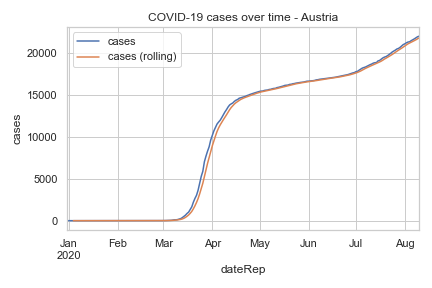 COVID-19 cases over time - Austria
cases
cases (rolling)
cases
20000
15000
10000
5000
0
Jan Feb Mar Apr May Jun Jul Aug
2020
dateRep